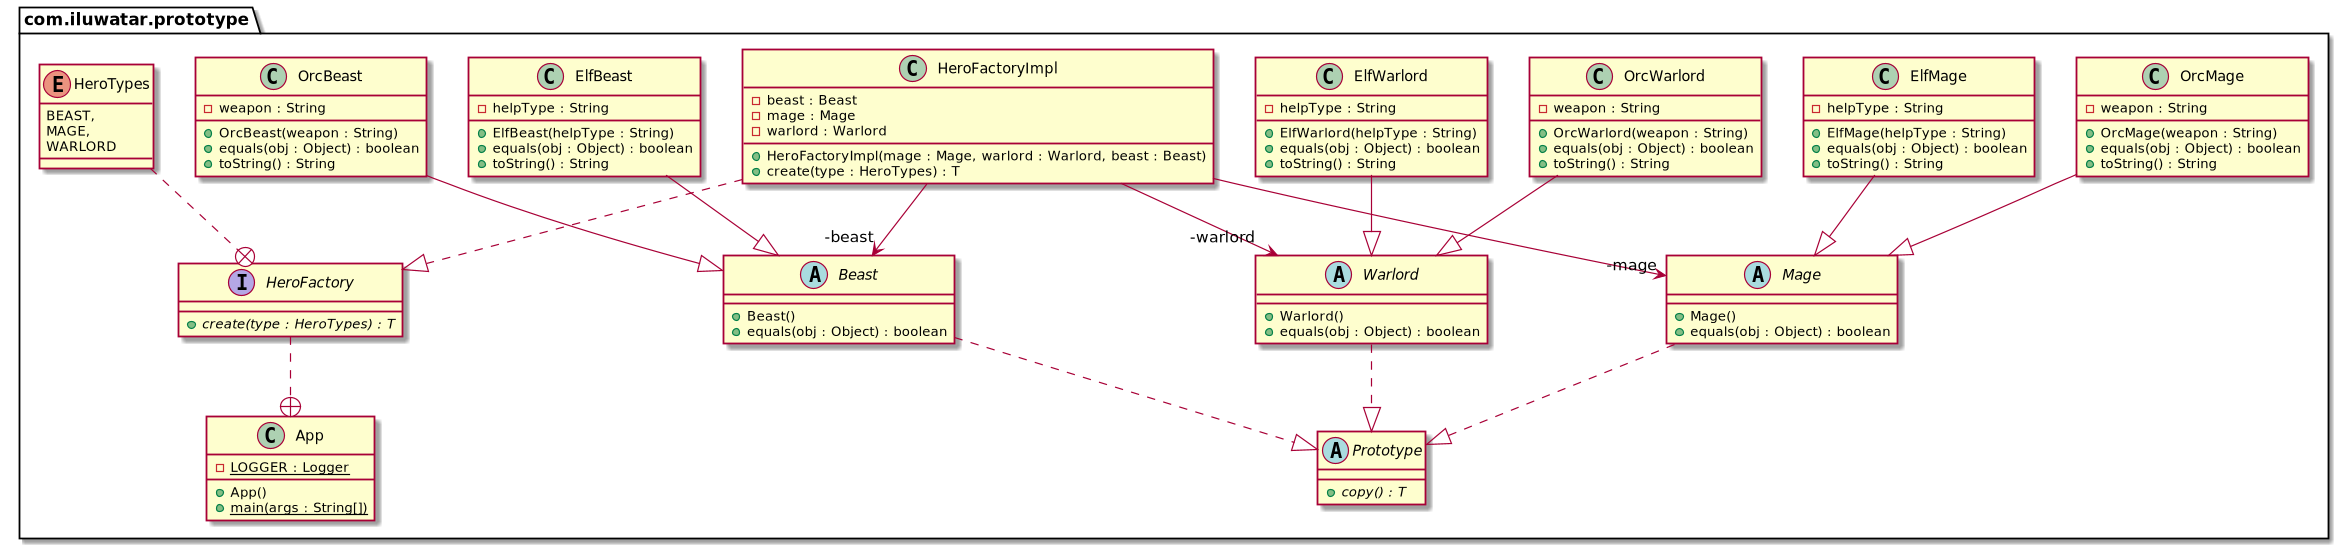 com.iluwatar.prototype
E HeroTypes
BEAST,
MAGE,
WARLORD
C OrcBeast
weapon : String
OrcBeast(weapon : String)
equals(obj : Object) : boolean
toString() : String
C ElfBeast
helpType : String
ElfBeast(helpType : String)
equals(obj : Object) : boolean
toString() : String
C HeroFactoryImpl
beast : Beast
mage : Mage
warlord : Warlord
HeroFactoryImpl(mage : Mage, warlord : Warlord, beast : Beast)
create(type : HeroTypes) : T
C ElfWarlord
helpType : String
ElfWarlord(helpType : String)
equals(obj : Object) : boolean
toString() : String
C OrcWarlord
weapon : String
OrcWarlord(weapon : String)
equals(obj : Object) : boolean
toString() : String
C ElfMage
helpType : String
ElfMage(helpType : String)
equals(obj : Object) : boolean
toString() : String
C OrcMage
weapon : String
OrcMage(weapon : String)
equals(obj : Object) : boolean
toString() : String
-beast
-warlord
-mage
I HeroFactory
create(type : HeroTypes) : T
A Beast
Beast()
equals(obj : Object) : boolean
A Warlord
Warlord()
equals(obj : Object) : boolean
A Mage
Mage()
equals(obj : Object) : boolean
C App
LOGGER : Logger
App()
main(args : String[])
A Prototype
copy() : T